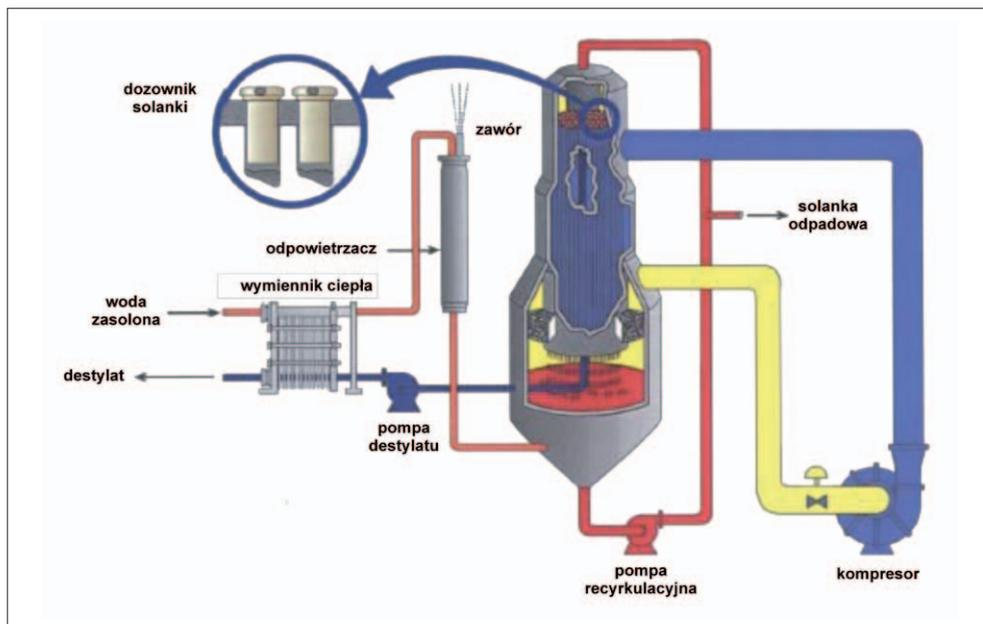 dozownik
solanki
zawór
solanka
odpadowa
odpowietrzacz
wymiennik ciepła
woda
zasolona
destylat
pompa
destylatu
pompa
recyrkulacyjna
kompresor